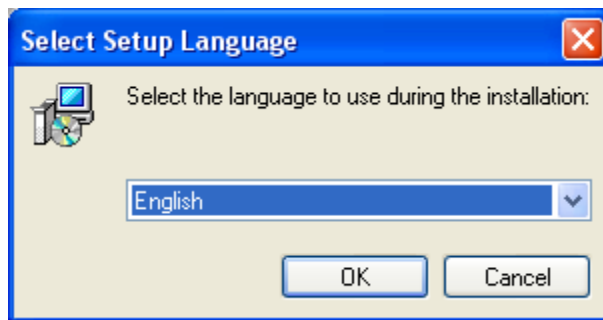 Select Setup Language
Select the language to use during the installation:
English
OK
Cancel